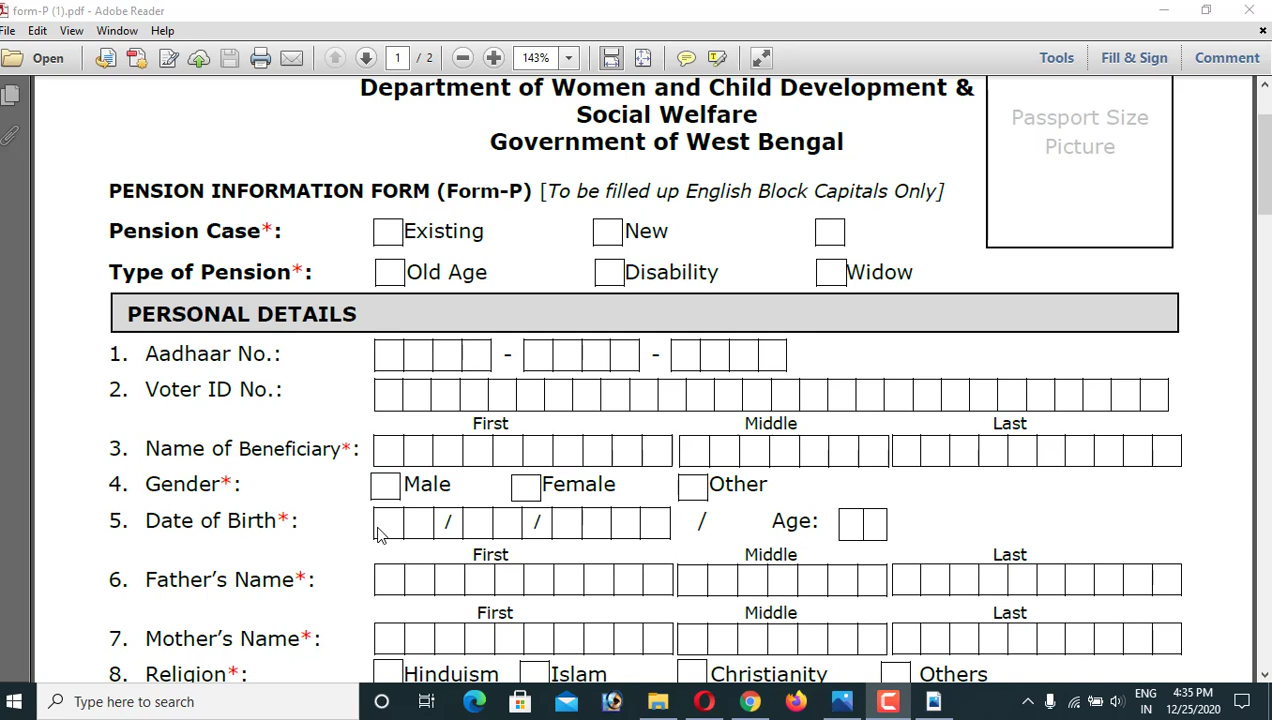 form-P (1).pdf - Adobe Reader
File Edit View Window Help
Open 1 / 2 143% Tools Fill & Sign Comment
Department of Women and Child Development &
Social Welfare
Government of West Bengal
Passport Size
Picture
PENSION INFORMATION FORM (Form-P) [To be filled up English Block Capitals Only]
Pension Case*: Existing New
Type of Pension*: Old Age Disability Widow
PERSONAL DETAILS
1. Aadhaar No.: - -
2. Voter ID No.:
First Middle Last
3. Name of Beneficiary*:
4. Gender*: Male Female Other
5. Date of Birth*: / / / Age:
First Middle Last
6. Father’s Name*:
First Middle Last
7. Mother’s Name*:
8. Religion*: Hinduism Islam Christianity Others
Type here to search
ENG
IN
4:35 PM
12/25/2020